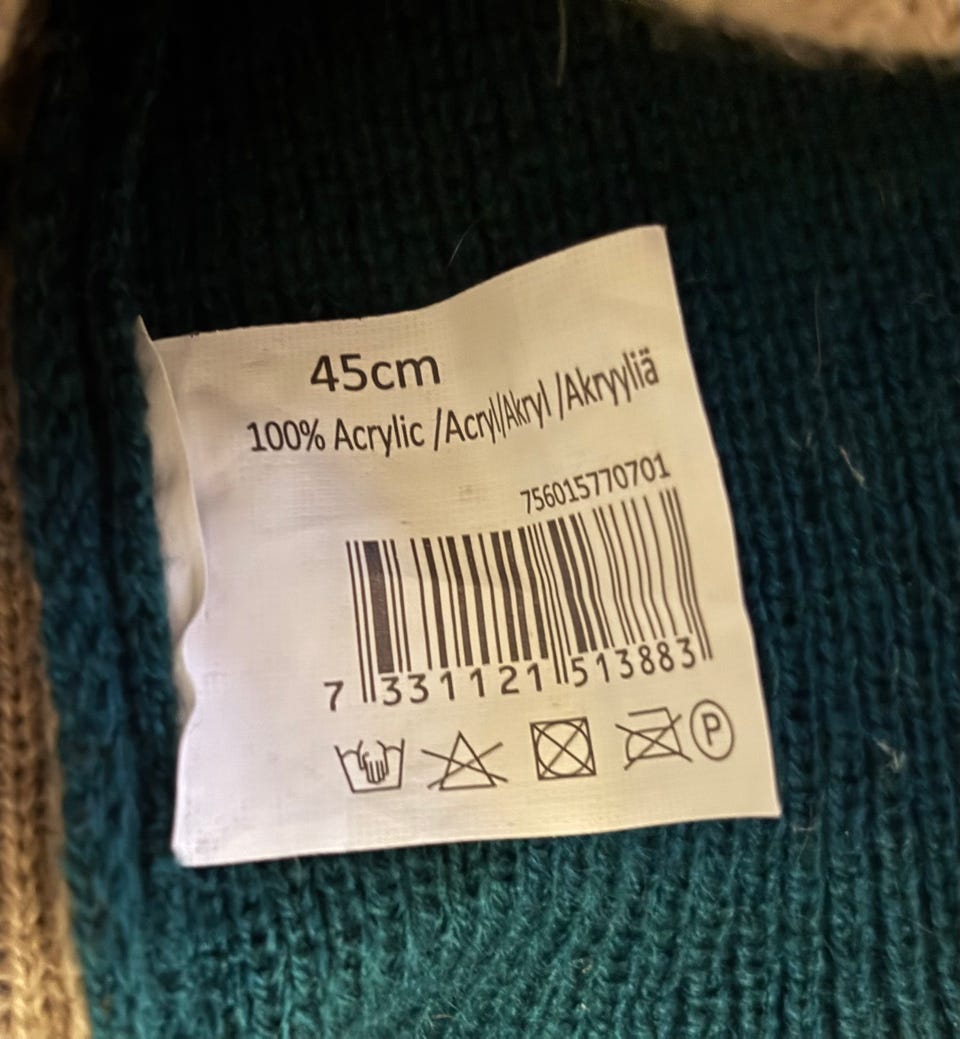 45cm
100% Acrylic /Acryl/Akryl /Akryyliä
756015770701
7 331121 513883
P